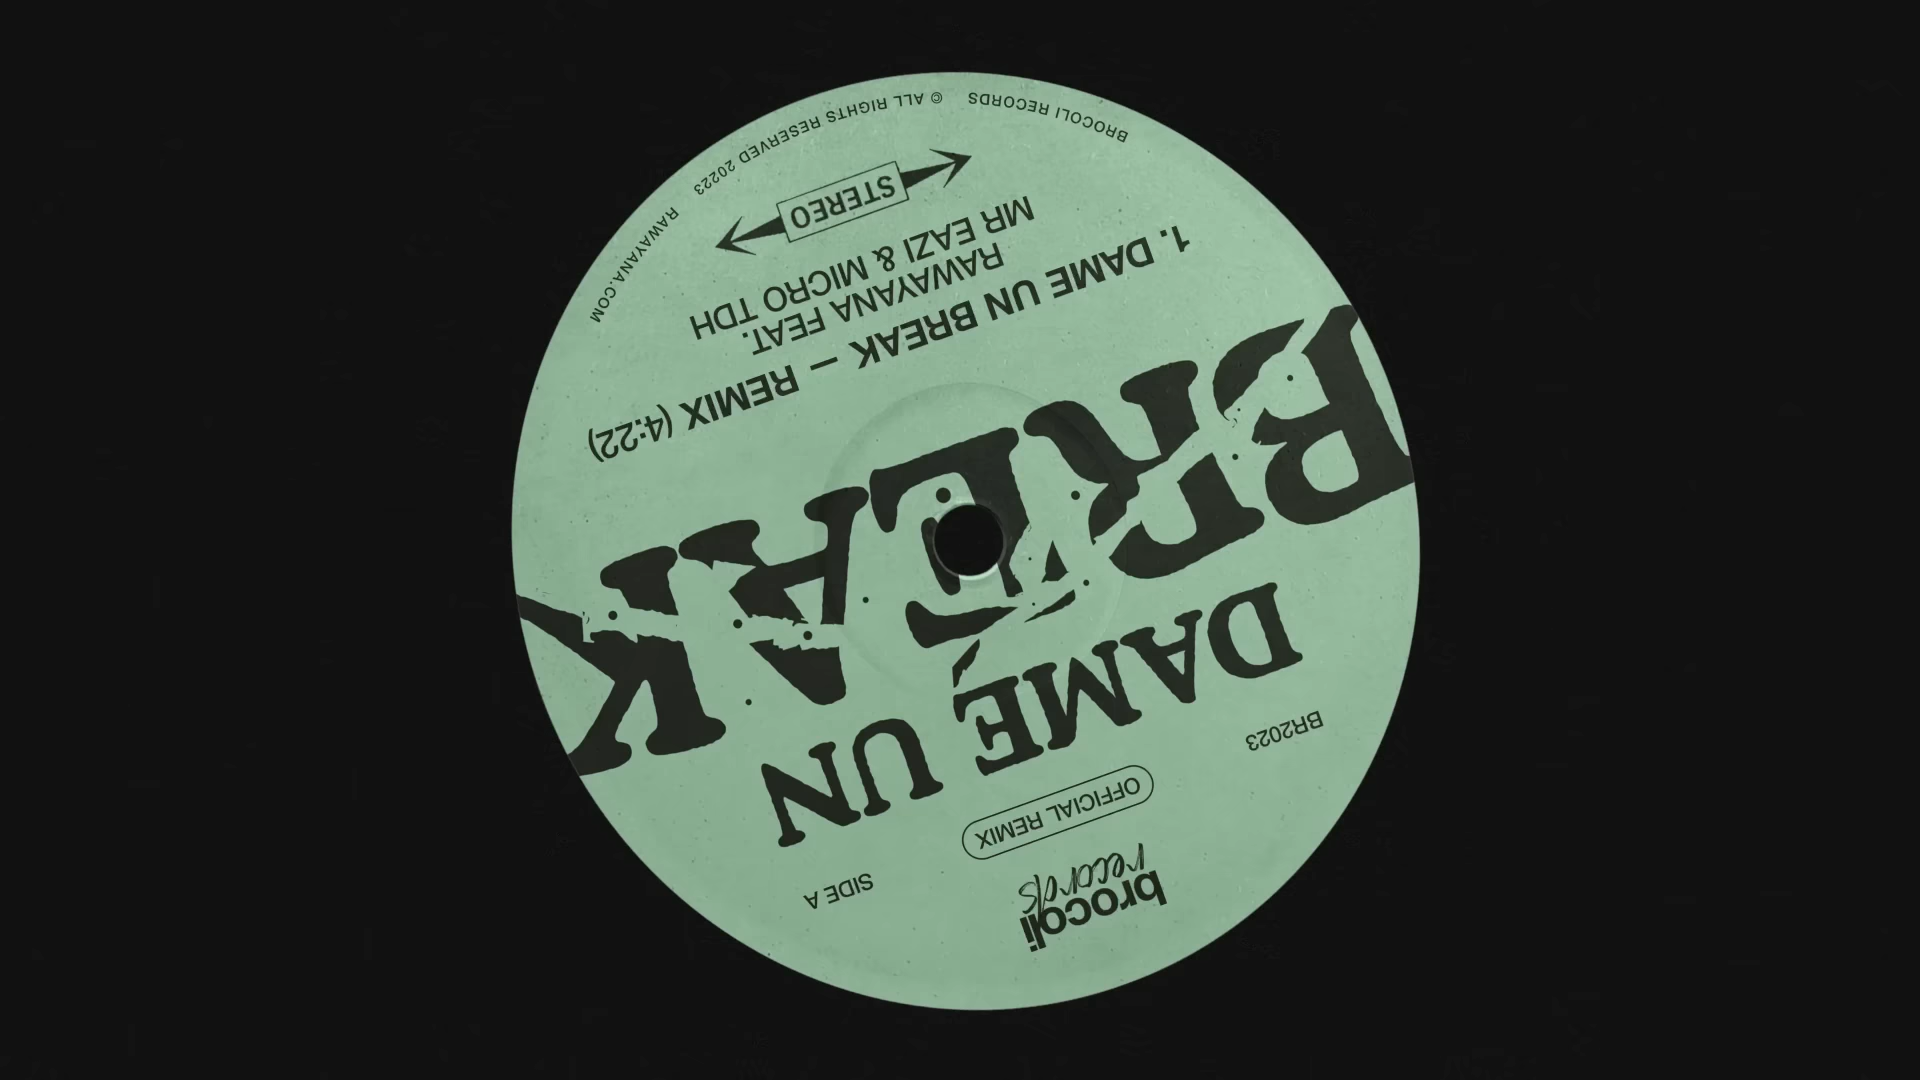 brocoli
records
OFFICIAL REMIX
BR2023
SIDE A
DAME UN
BREAK
1. DAME UN BREAK — REMIX (4:22)
RAWAYANA FEAT.
MR EAZI & MICRO TDH
STEREO
BROCOLI RECORDS
© ALL RIGHTS RESERVED 20223
RAWAYANA.COM